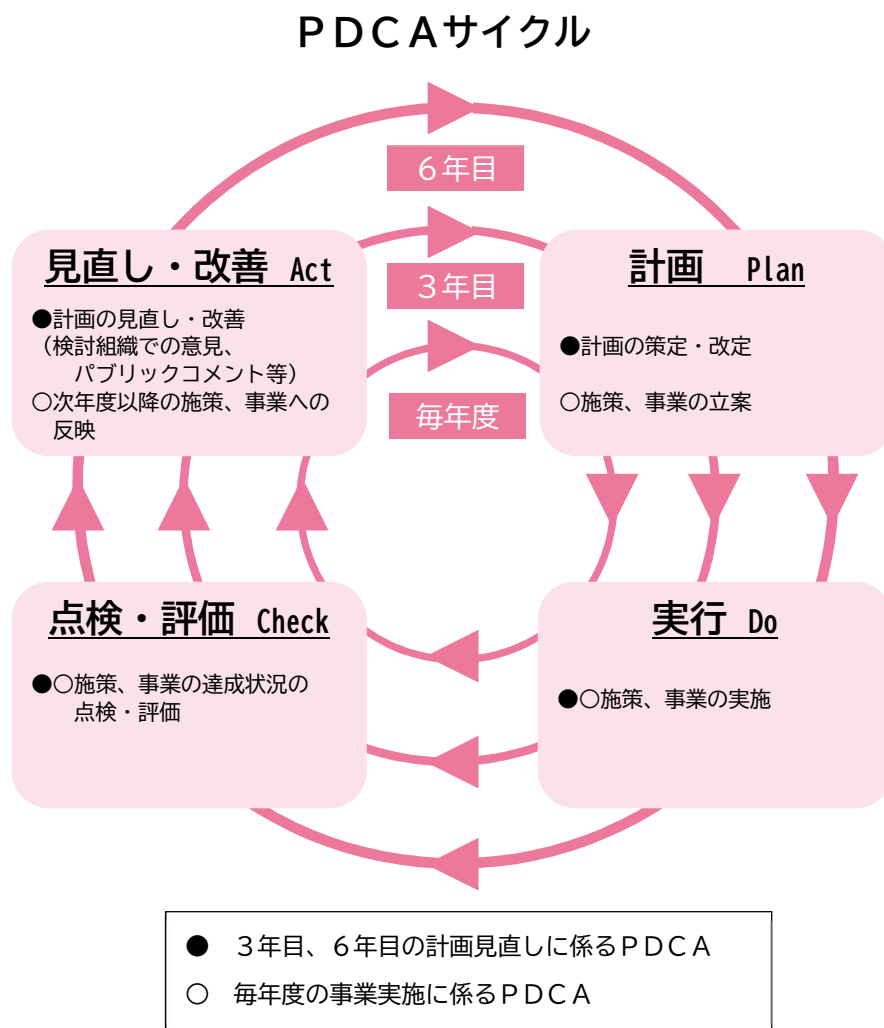 ＰＤＣＡサイクル
６年目
３年目
毎年度
見直し・改善 Act
●計画の見直し・改善
（検討組織での意見、
パブリックコメント等）
○次年度以降の施策、事業への
反映
計画　Plan
●計画の策定・改定
○施策、事業の立案
点検・評価 Check
●○施策、事業の達成状況の
点検・評価
実行 Do
●○施策、事業の実施
●　３年目、６年目の計画見直しに係るＰＤＣＡ
○　毎年度の事業実施に係るＰＤＣＡ